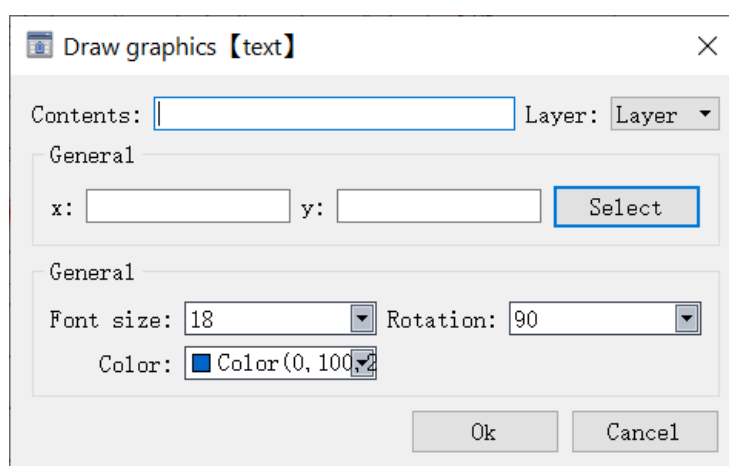 Draw graphics【text】
Contents: Layer: Layer
General
x: y: Select
General
Font size: 18 Rotation: 90
Color: Color(0, 100, 2
Ok Cancel